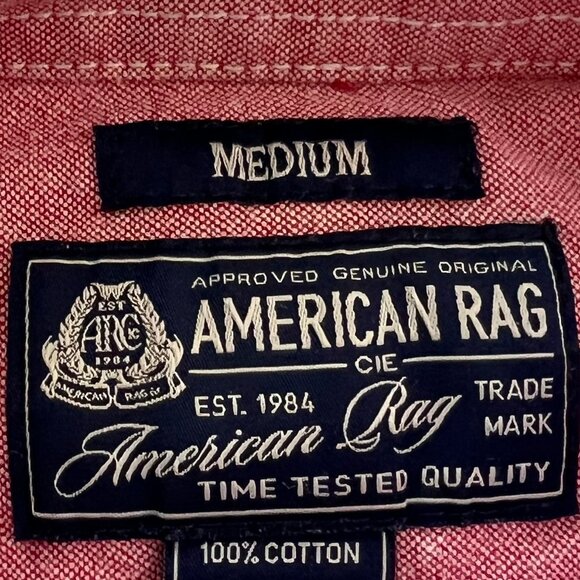 MEDIUM
APPROVED GENUINE ORIGINAL
AMERICAN RAG
CIE
EST. 1984
American Rag
TRADE
MARK
TIME TESTED QUALITY
EST
ARC
1984
AMERICAN RAG
100% COTTON